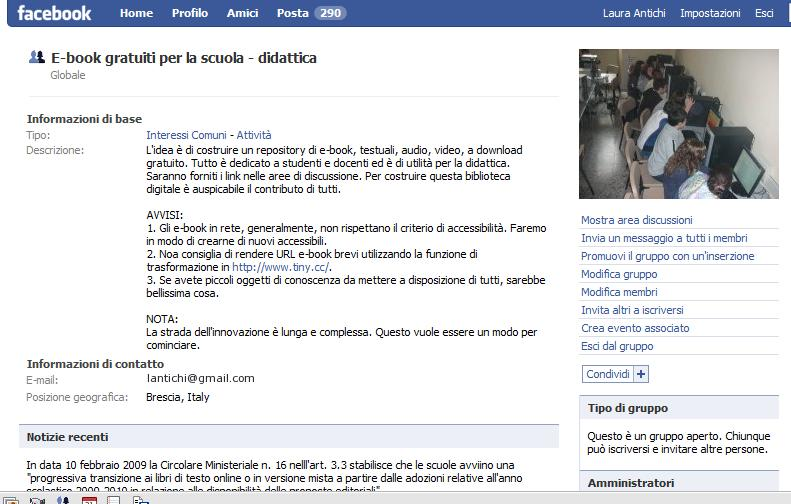 facebook Home Profilo Amici Posta 290 Laura Antichi Impostazioni Esci
E-book gratuiti per la scuola - didattica
Globale
Informazioni di base
Tipo: Interessi Comuni - Attività
Descrizione: L'idea è di costruire un repository di e-book, testuali, audio, video, a download
gratuito. Tutto è dedicato a studenti e docenti ed è di utilità per la didattica.
Saranno forniti i link nelle aree di discussione. Per costruire questa biblioteca
digitale è auspicabile il contributo di tutti.
AVVISI:
1. Gli e-book in rete, generalmente, non rispettano il criterio di accessibilità. Faremo
in modo di crearne di nuovi accessibili.
2. Noa consiglia di rendere URL e-book brevi utilizzando la funzione di
trasformazione in http://www.tiny.cc/.
3. Se avete piccoli oggetti di conoscenza da mettere a disposizione di tutti, sarebbe
bellissima cosa.
NOTA:
La strada dell'innovazione è lunga e complessa. Questo vuole essere un modo per
cominciare.
Informazioni di contatto
E-mail: lantichi@gmail.com
Posizione geografica: Brescia, Italy
Notizie recenti
In data 10 febbraio 2009 la Circolare Ministeriale n. 16 nelll'art. 3.3 stabilisce che le scuole avviino una
"progressiva transizione ai libri di testo online o in versione mista a partire dalle adozioni relative all'anno
scolastico 2009-2010 in relazione alla disponibilità delle proposte editoriali"
Mostra area discussioni
Invia un messaggio a tutti i membri
Promuovi il gruppo con un'inserzione
Modifica gruppo
Modifica membri
Invita altri a iscriversi
Crea evento associato
Esci dal gruppo
Condividi +
Tipo di gruppo
Questo è un gruppo aperto. Chiunque
può iscriversi e invitare altre persone.
Amministratori